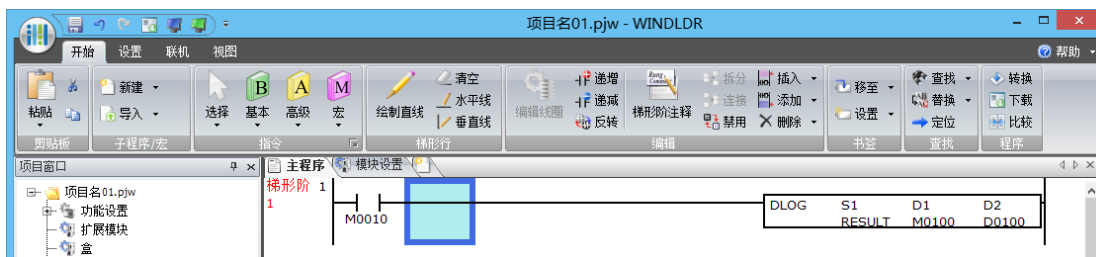 项目名01.pjw - WINDLDR
开始 设置 联机 视图 帮助
粘贴 新建 导入 选择 基本 高级 宏 绘制直线 清空 水平线 垂直线 编辑线圈 递增 递减 反转 梯形阶注释 拆分 连接 禁用 插入 添加 删除 移至 设置 查找 替换 定位 转换 下载 比较
剪贴板 子程序/宏 指令 梯形行 编辑 书签 查找 程序
项目窗口 主程序 模块设置
项目名01.pjw
功能设置
扩展模块
盒
梯形阶 1
1
M0010
DLOG S1 D1 D2
RESULT M0100 D0100